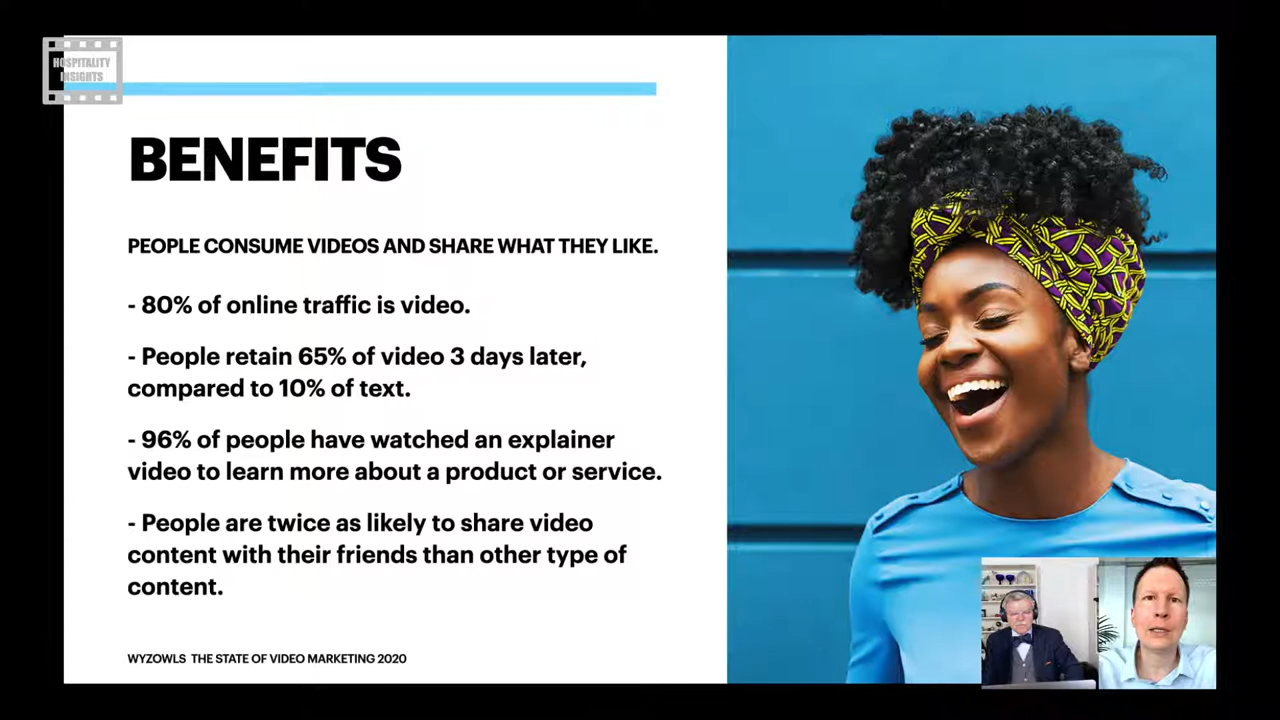 HOSPITALITY
INSIGHTS
BENEFITS
PEOPLE CONSUME VIDEOS AND SHARE WHAT THEY LIKE.
- 80% of online traffic is video.
- People retain 65% of video 3 days later,
compared to 10% of text.
- 96% of people have watched an explainer
video to learn more about a product or service.
- People are twice as likely to share video
content with their friends than other type of
content.
WYZOWLS THE STATE OF VIDEO MARKETING 2020